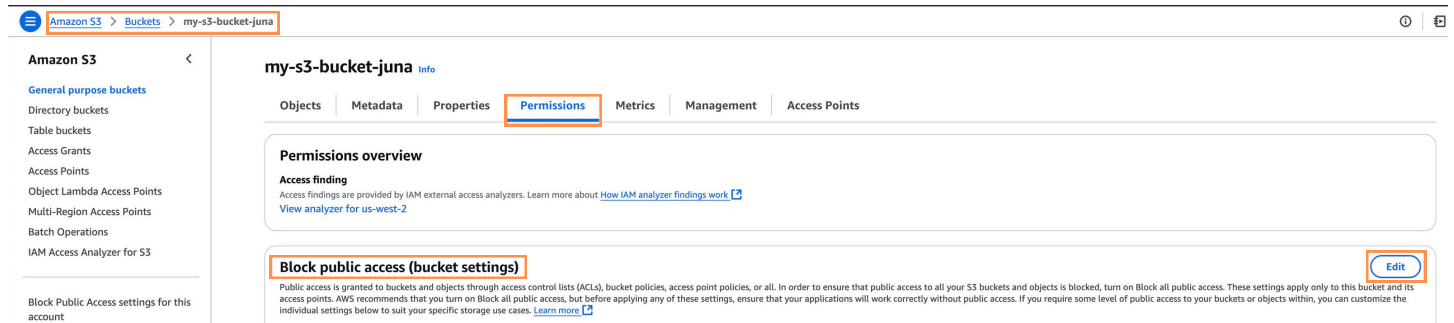 Amazon S3 > Buckets > my-s3-bucket-juna
Amazon S3
General purpose buckets
Directory buckets
Table buckets
Access Grants
Access Points
Object Lambda Access Points
Multi-Region Access Points
Batch Operations
IAM Access Analyzer for S3
Block Public Access settings for this
account
my-s3-bucket-juna Info
Objects Metadata Properties Permissions Metrics Management Access Points
Permissions overview
Access finding
Access findings are provided by IAM external access analyzers. Learn more about How IAM analyzer findings work
View analyzer for us-west-2
Block public access (bucket settings)
Edit
Public access is granted to buckets and objects through access control lists (ACLs), bucket policies, access point policies, or all. In order to ensure that public access to all your S3 buckets and objects is blocked, turn on Block all public access. These settings apply only to this bucket and its
access points. AWS recommends that you turn on Block all public access, but before applying any of these settings, ensure that your applications will work correctly without public access. If you require some level of public access to your buckets or objects within, you can customize the
individual settings below to suit your specific storage use cases. Learn more